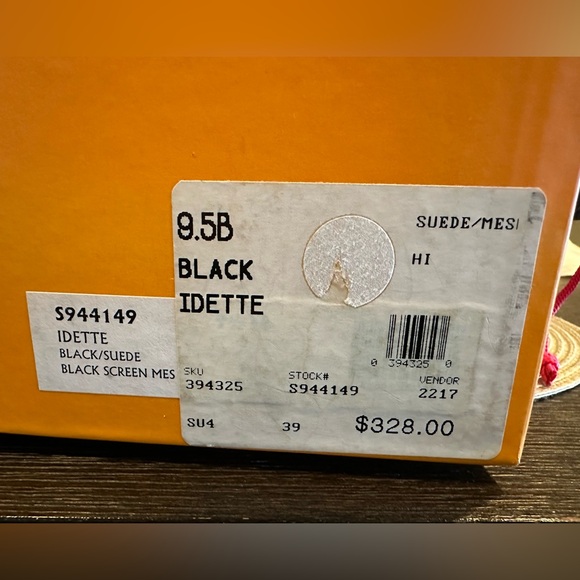 S944149
IDETTE
BLACK/SUEDE
BLACK SCREEN MES
9.5B
BLACK
IDETTE
SUEDE/MES
HI
0 394325 0
SKU
394325
STOCK#
S944149
VENDOR
2217
SU4
39
$328.00